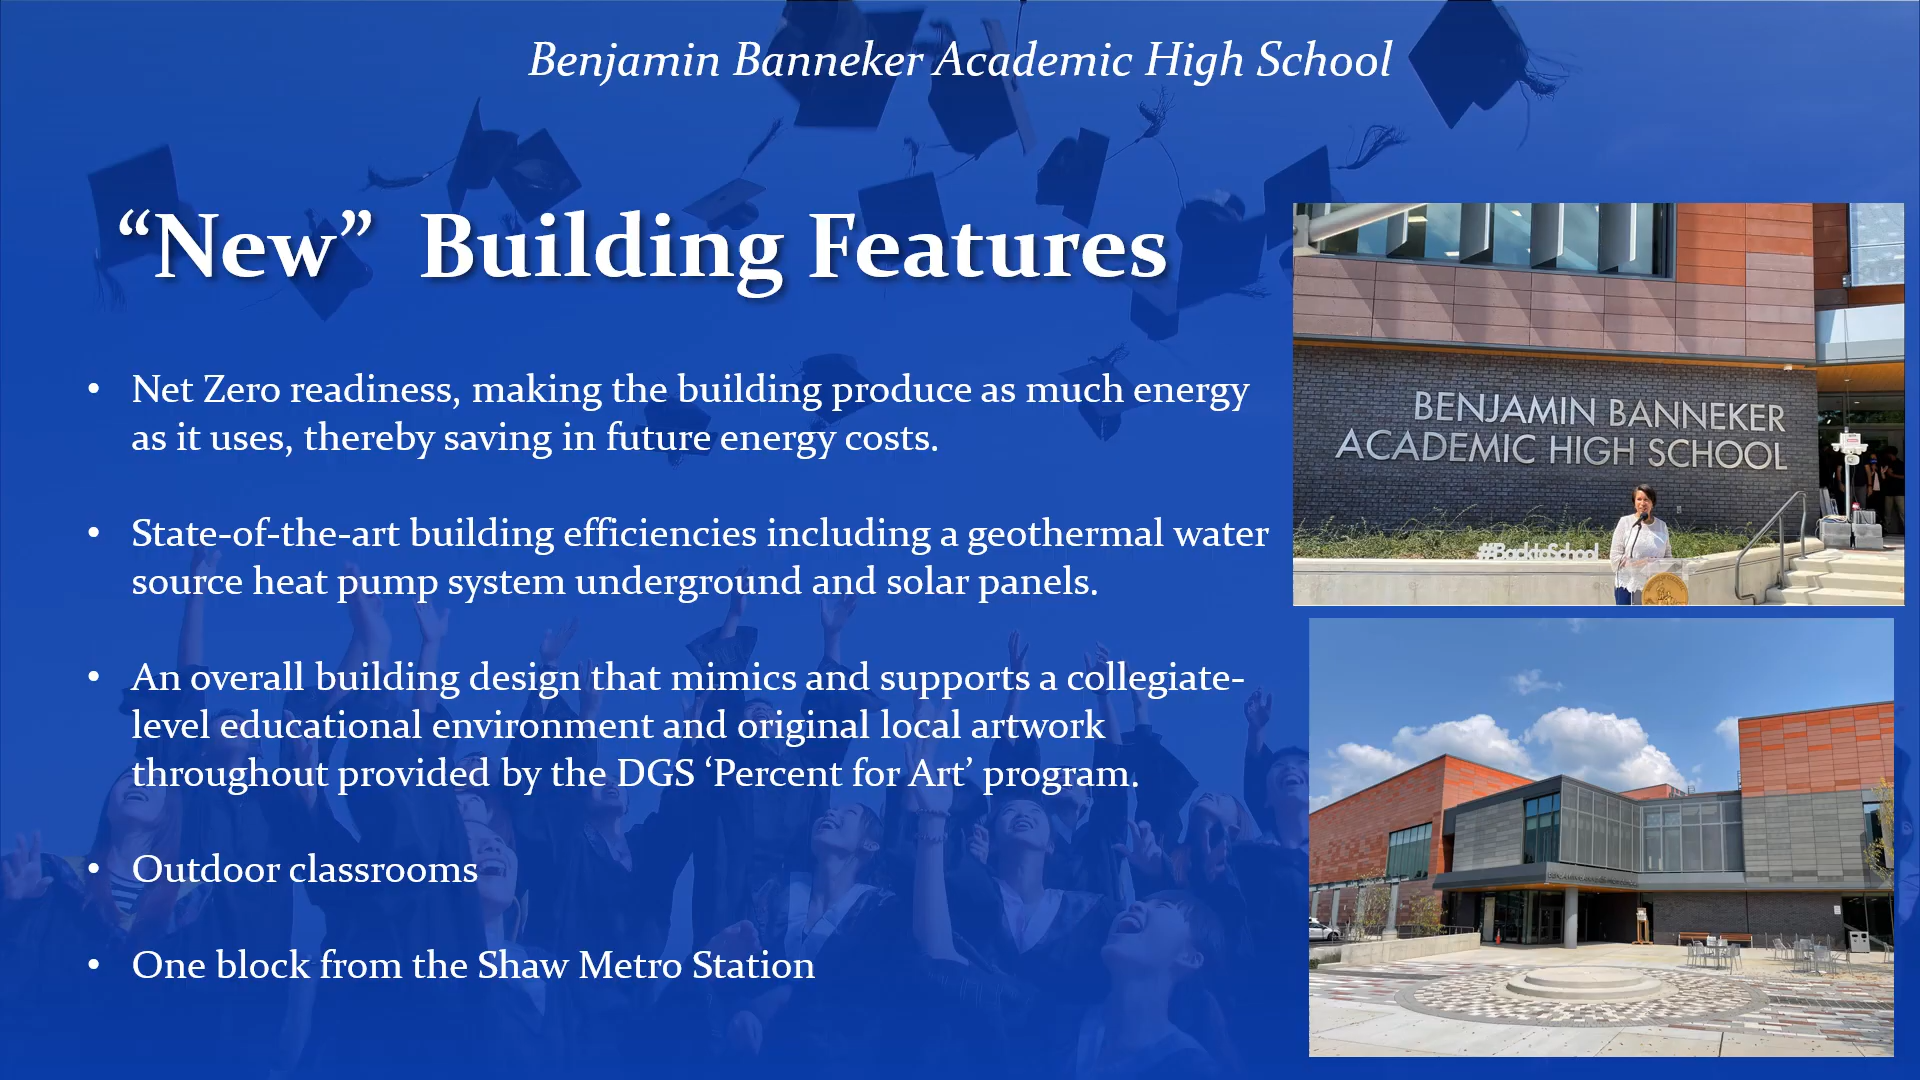 Benjamin Banneker Academic High School
“New” Building Features
• Net Zero readiness, making the building produce as much energy
as it uses, thereby saving in future energy costs.
• State-of-the-art building efficiencies including a geothermal water
source heat pump system underground and solar panels.
• An overall building design that mimics and supports a collegiate-
level educational environment and original local artwork
throughout provided by the DGS ‘Percent for Art’ program.
• Outdoor classrooms
• One block from the Shaw Metro Station
BENJAMIN BANNEKER
ACADEMIC HIGH SCHOOL
#BacktoSchool